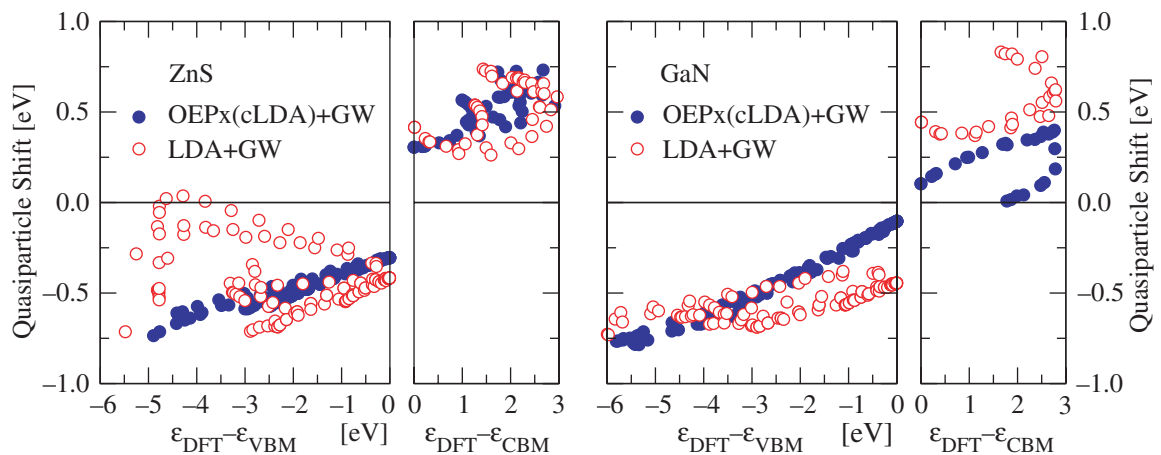 1.0
0.5
0.0
−0.5
−1.0
Quasiparticle Shift [eV]
ZnS
OEPx(cLDA)+GW
LDA+GW
−6 −5 −4 −3 −2 −1 0
εDFT−εVBM [eV]
0 1 2 3
εDFT−εCBM
GaN
OEPx(cLDA)+GW
LDA+GW
−6 −5 −4 −3 −2 −1 0
εDFT−εVBM [eV]
0 1 2 3
εDFT−εCBM
1.0
0.5
0.0
−0.5
−1.0
Quasiparticle Shift [eV]